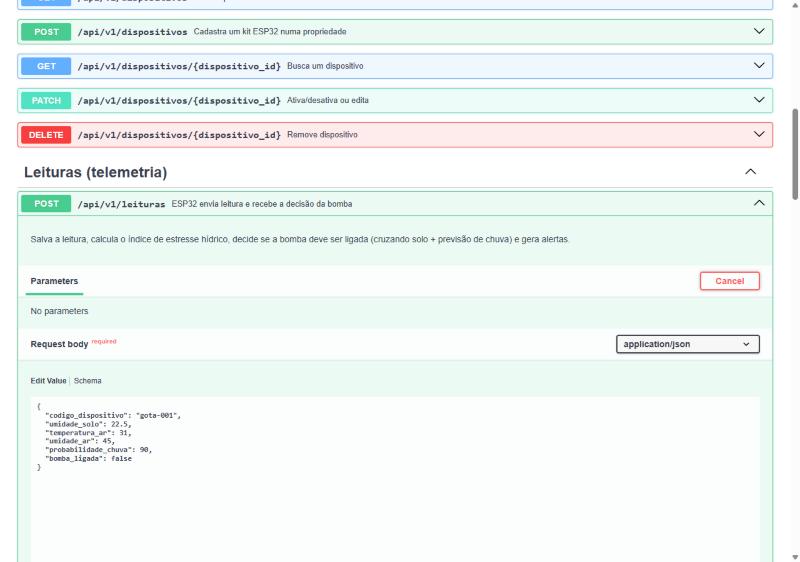 POST /api/v1/dispositivos Cadastra um kit ESP32 numa propriedade
GET /api/v1/dispositivos/{dispositivo_id} Busca um dispositivo
PATCH /api/v1/dispositivos/{dispositivo_id} Ativa/desativa ou edita
DELETE /api/v1/dispositivos/{dispositivo_id} Remove dispositivo
Leituras (telemetria)
POST /api/v1/leituras ESP32 envia leitura e recebe a decisão da bomba
Salva a leitura, calcula o índice de estresse hídrico, decide se a bomba deve ser ligada (cruzando solo + previsão de chuva) e gera alertas.
Parameters Cancel
No parameters
Request body required application/json
Edit Value | Schema
{
"codigo_dispositivo": "gota-001",
"umidade_solo": 22.5,
"temperatura_ar": 31,
"umidade_ar": 45,
"probabilidade_chuva": 90,
"bomba_ligada": false
}